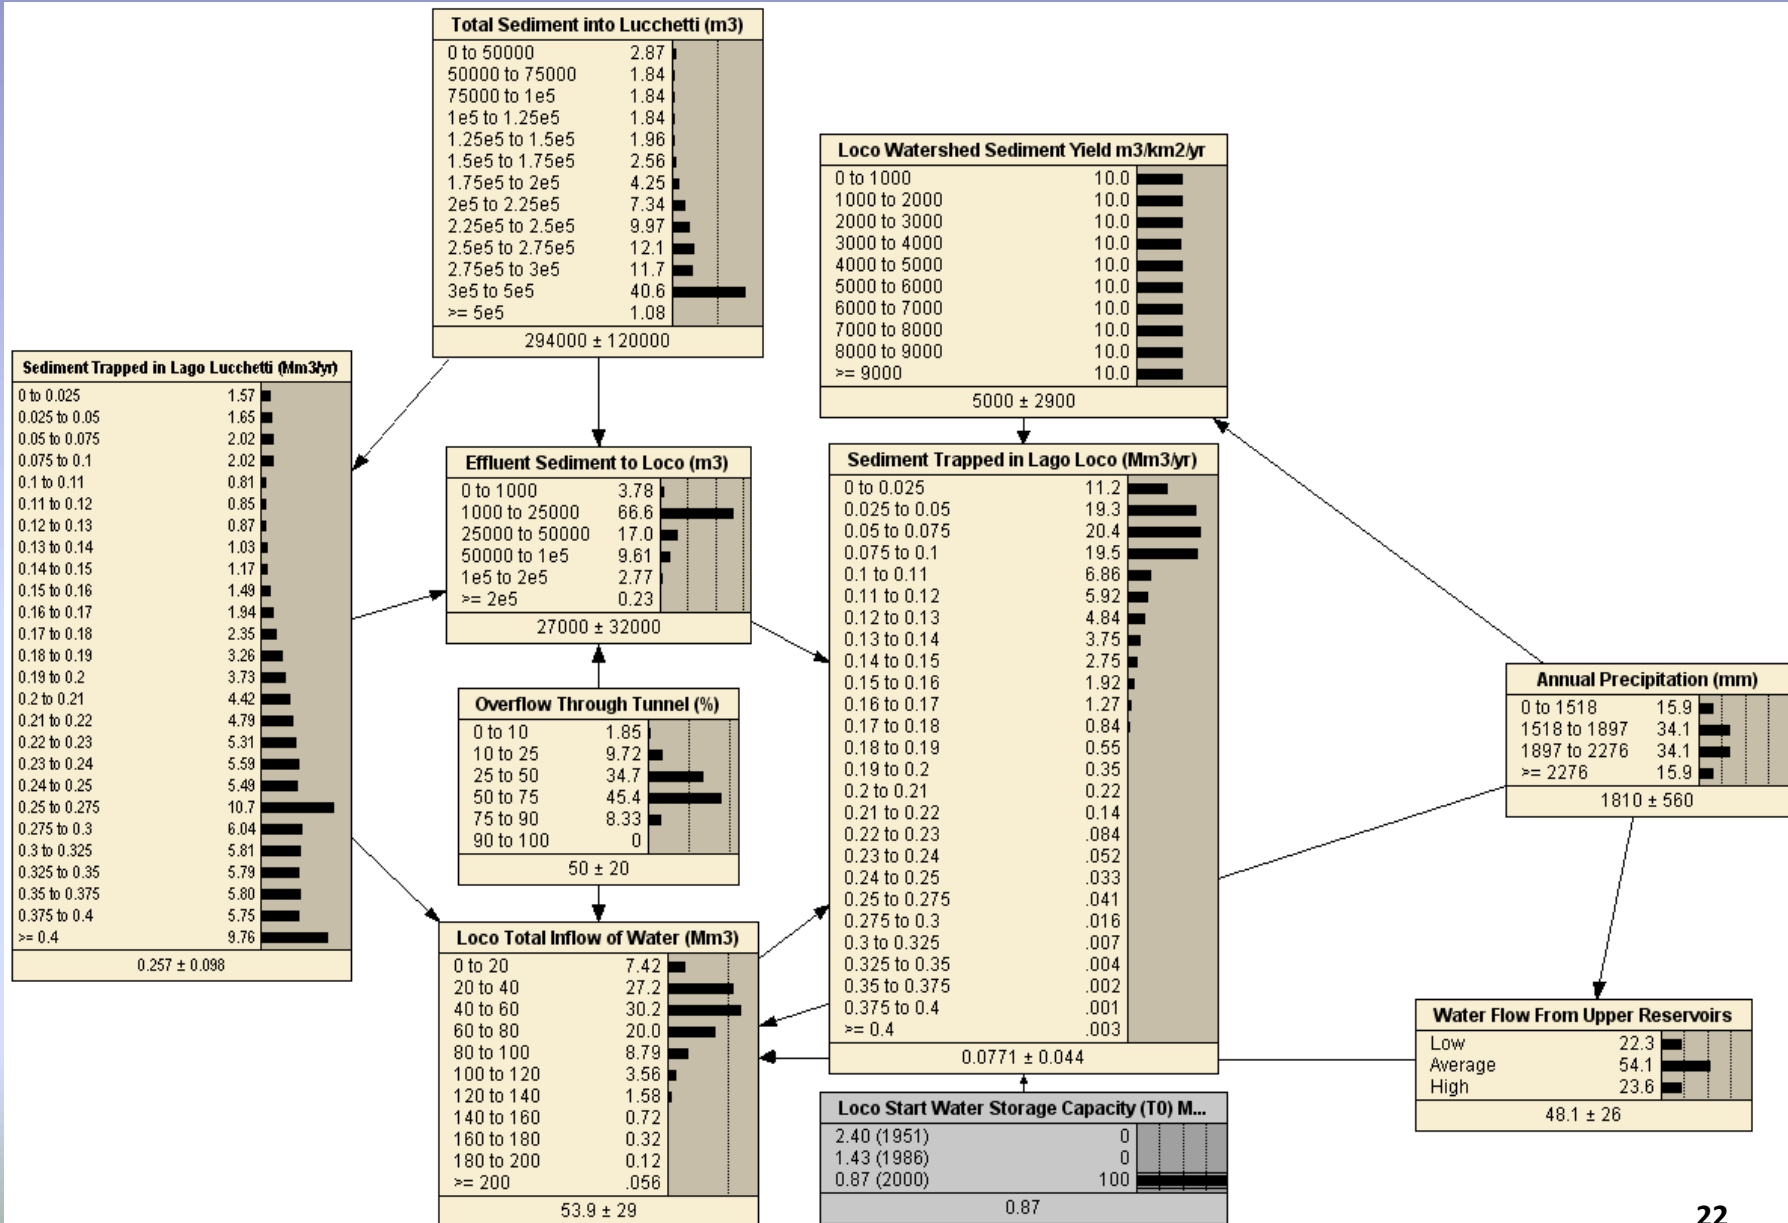 Total Sediment into Lucchetti (m3)
0 to 50000 2.87
50000 to 75000 1.84
75000 to 1e5 1.84
1e5 to 1.25e5 1.84
1.25e5 to 1.5e5 1.96
1.5e5 to 1.75e5 2.56
1.75e5 to 2e5 4.25
2e5 to 2.25e5 7.34
2.25e5 to 2.5e5 9.97
2.5e5 to 2.75e5 12.1
2.75e5 to 3e5 11.7
3e5 to 5e5 40.6
>= 5e5 1.08
294000 ± 120000
Loco Watershed Sediment Yield m3/km2/yr
0 to 1000 10.0
1000 to 2000 10.0
2000 to 3000 10.0
3000 to 4000 10.0
4000 to 5000 10.0
5000 to 6000 10.0
6000 to 7000 10.0
7000 to 8000 10.0
8000 to 9000 10.0
>= 9000 10.0
5000 ± 2900
Sediment Trapped in Lago Lucchetti (Mm3/yr)
0 to 0.025 1.57
0.025 to 0.05 1.65
0.05 to 0.075 2.02
0.075 to 0.1 2.02
0.1 to 0.11 0.81
0.11 to 0.12 0.85
0.12 to 0.13 0.87
0.13 to 0.14 1.03
0.14 to 0.15 1.17
0.15 to 0.16 1.49
0.16 to 0.17 1.94
0.17 to 0.18 2.35
0.18 to 0.19 3.26
0.19 to 0.2 3.73
0.2 to 0.21 4.42
0.21 to 0.22 4.79
0.22 to 0.23 5.31
0.23 to 0.24 5.59
0.24 to 0.25 5.49
0.25 to 0.275 10.7
0.275 to 0.3 6.04
0.3 to 0.325 5.81
0.325 to 0.35 5.79
0.35 to 0.375 5.80
0.375 to 0.4 5.75
>= 0.4 9.76
0.257 ± 0.098
Effluent Sediment to Loco (m3)
0 to 1000 3.78
1000 to 25000 66.6
25000 to 50000 17.0
50000 to 1e5 9.61
1e5 to 2e5 2.77
>= 2e5 0.23
27000 ± 32000
Sediment Trapped in Lago Loco (Mm3/yr)
0 to 0.025 11.2
0.025 to 0.05 19.3
0.05 to 0.075 20.4
0.075 to 0.1 19.5
0.1 to 0.11 6.86
0.11 to 0.12 5.92
0.12 to 0.13 4.84
0.13 to 0.14 3.75
0.14 to 0.15 2.75
0.15 to 0.16 1.92
0.16 to 0.17 1.27
0.17 to 0.18 0.84
0.18 to 0.19 0.55
0.19 to 0.2 0.35
0.2 to 0.21 0.22
0.21 to 0.22 0.14
0.22 to 0.23 .084
0.23 to 0.24 .052
0.24 to 0.25 .033
0.25 to 0.275 .041
0.275 to 0.3 .016
0.3 to 0.325 .007
0.325 to 0.35 .004
0.35 to 0.375 .002
0.375 to 0.4 .001
>= 0.4 .003
0.0771 ± 0.044
Overflow Through Tunnel (%)
0 to 10 1.85
10 to 25 9.72
25 to 50 34.7
50 to 75 45.4
75 to 90 8.33
90 to 100 0
50 ± 20
Annual Precipitation (mm)
0 to 1518 15.9
1518 to 1897 34.1
1897 to 2276 34.1
>= 2276 15.9
1810 ± 560
Loco Total Inflow of Water (Mm3)
0 to 20 7.42
20 to 40 27.2
40 to 60 30.2
60 to 80 20.0
80 to 100 8.79
100 to 120 3.56
120 to 140 1.58
140 to 160 0.72
160 to 180 0.32
180 to 200 0.12
>= 200 .056
53.9 ± 29
Water Flow From Upper Reservoirs
Low 22.3
Average 54.1
High 23.6
48.1 ± 26
Loco Start Water Storage Capacity (T0) M...
2.40 (1951) 0
1.43 (1986) 0
0.87 (2000) 100
0.87
22